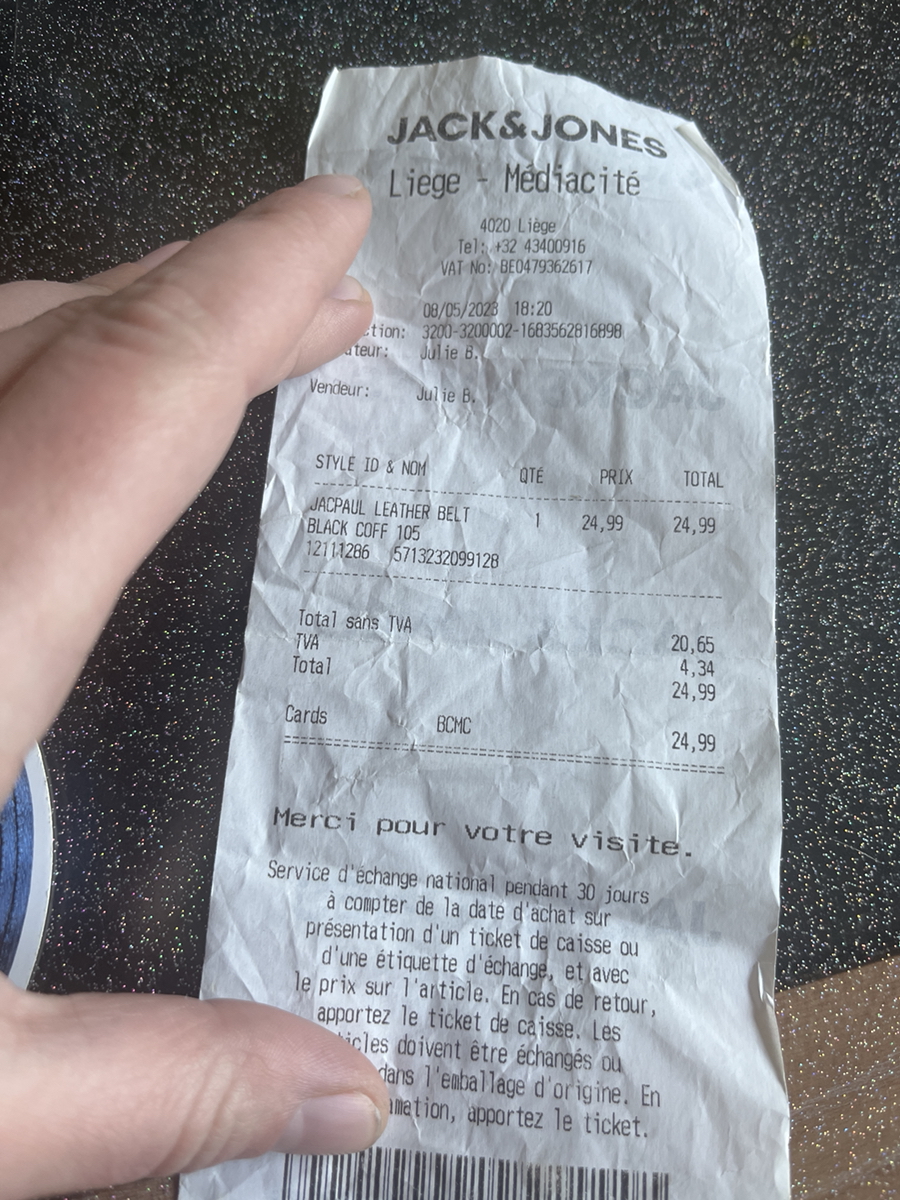 JACK&JONES
Liege - Médiacité
4020 Liège
Tel: +32 43400916
VAT No: BE0479362617
08/05/2023 18:20
ction: 3200-3200002-1683562816898
ateur: Julie B.
Vendeur: Julie B.
STYLE ID & NOM QTÉ PRIX TOTAL
JACPAUL LEATHER BELT 1 24,99 24,99
BLACK COFF 105
12111286 5713232099128
Total sans TVA 20,65
TVA 4,34
Total 24,99
Cards BCMC 24,99
Merci pour votre visite.
Service d'échange national pendant 30 jours
à compter de la date d'achat sur
présentation d'un ticket de caisse ou
d'une étiquette d'échange, et avec
le prix sur l'article. En cas de retour,
apportez le ticket de caisse. Les
icles doivent être échangés ou
dans l'emballage d'origine. En
mation, apportez le ticket.